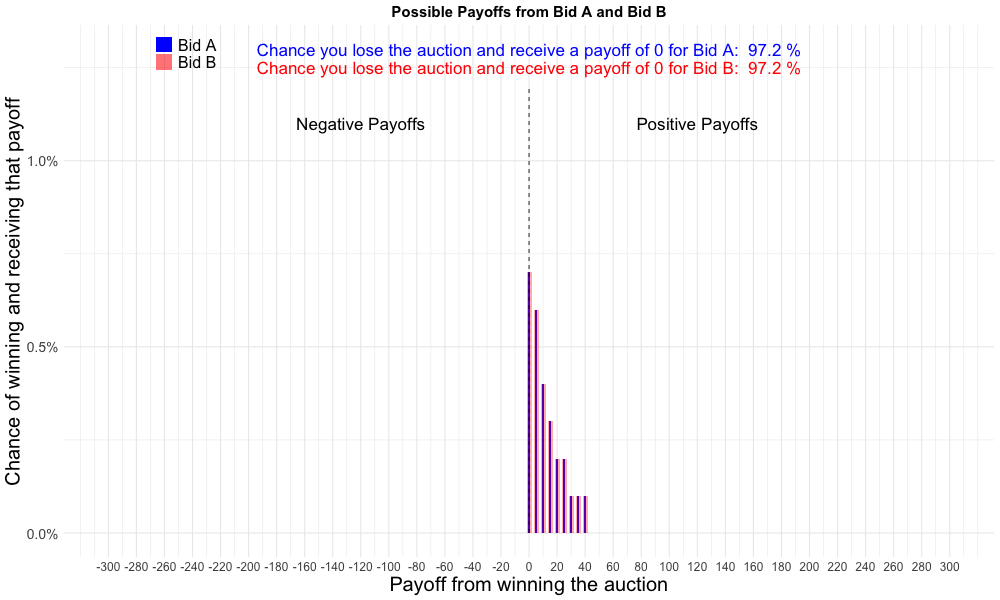 Possible Payoffs from Bid A and Bid B
Bid A
Bid B
Chance you lose the auction and receive a payoff of 0 for Bid A:  97.2 %
Chance you lose the auction and receive a payoff of 0 for Bid B:  97.2 %
Negative Payoffs
Positive Payoffs
Chance of winning and receiving that payoff
1.0%
0.5%
0.0%
-300 -280 -260 -240 -220 -200 -180 -160 -140 -120 -100 -80 -60 -40 -20 0 20 40 60 80 100 120 140 160 180 200 220 240 260 280 300
Payoff from winning the auction